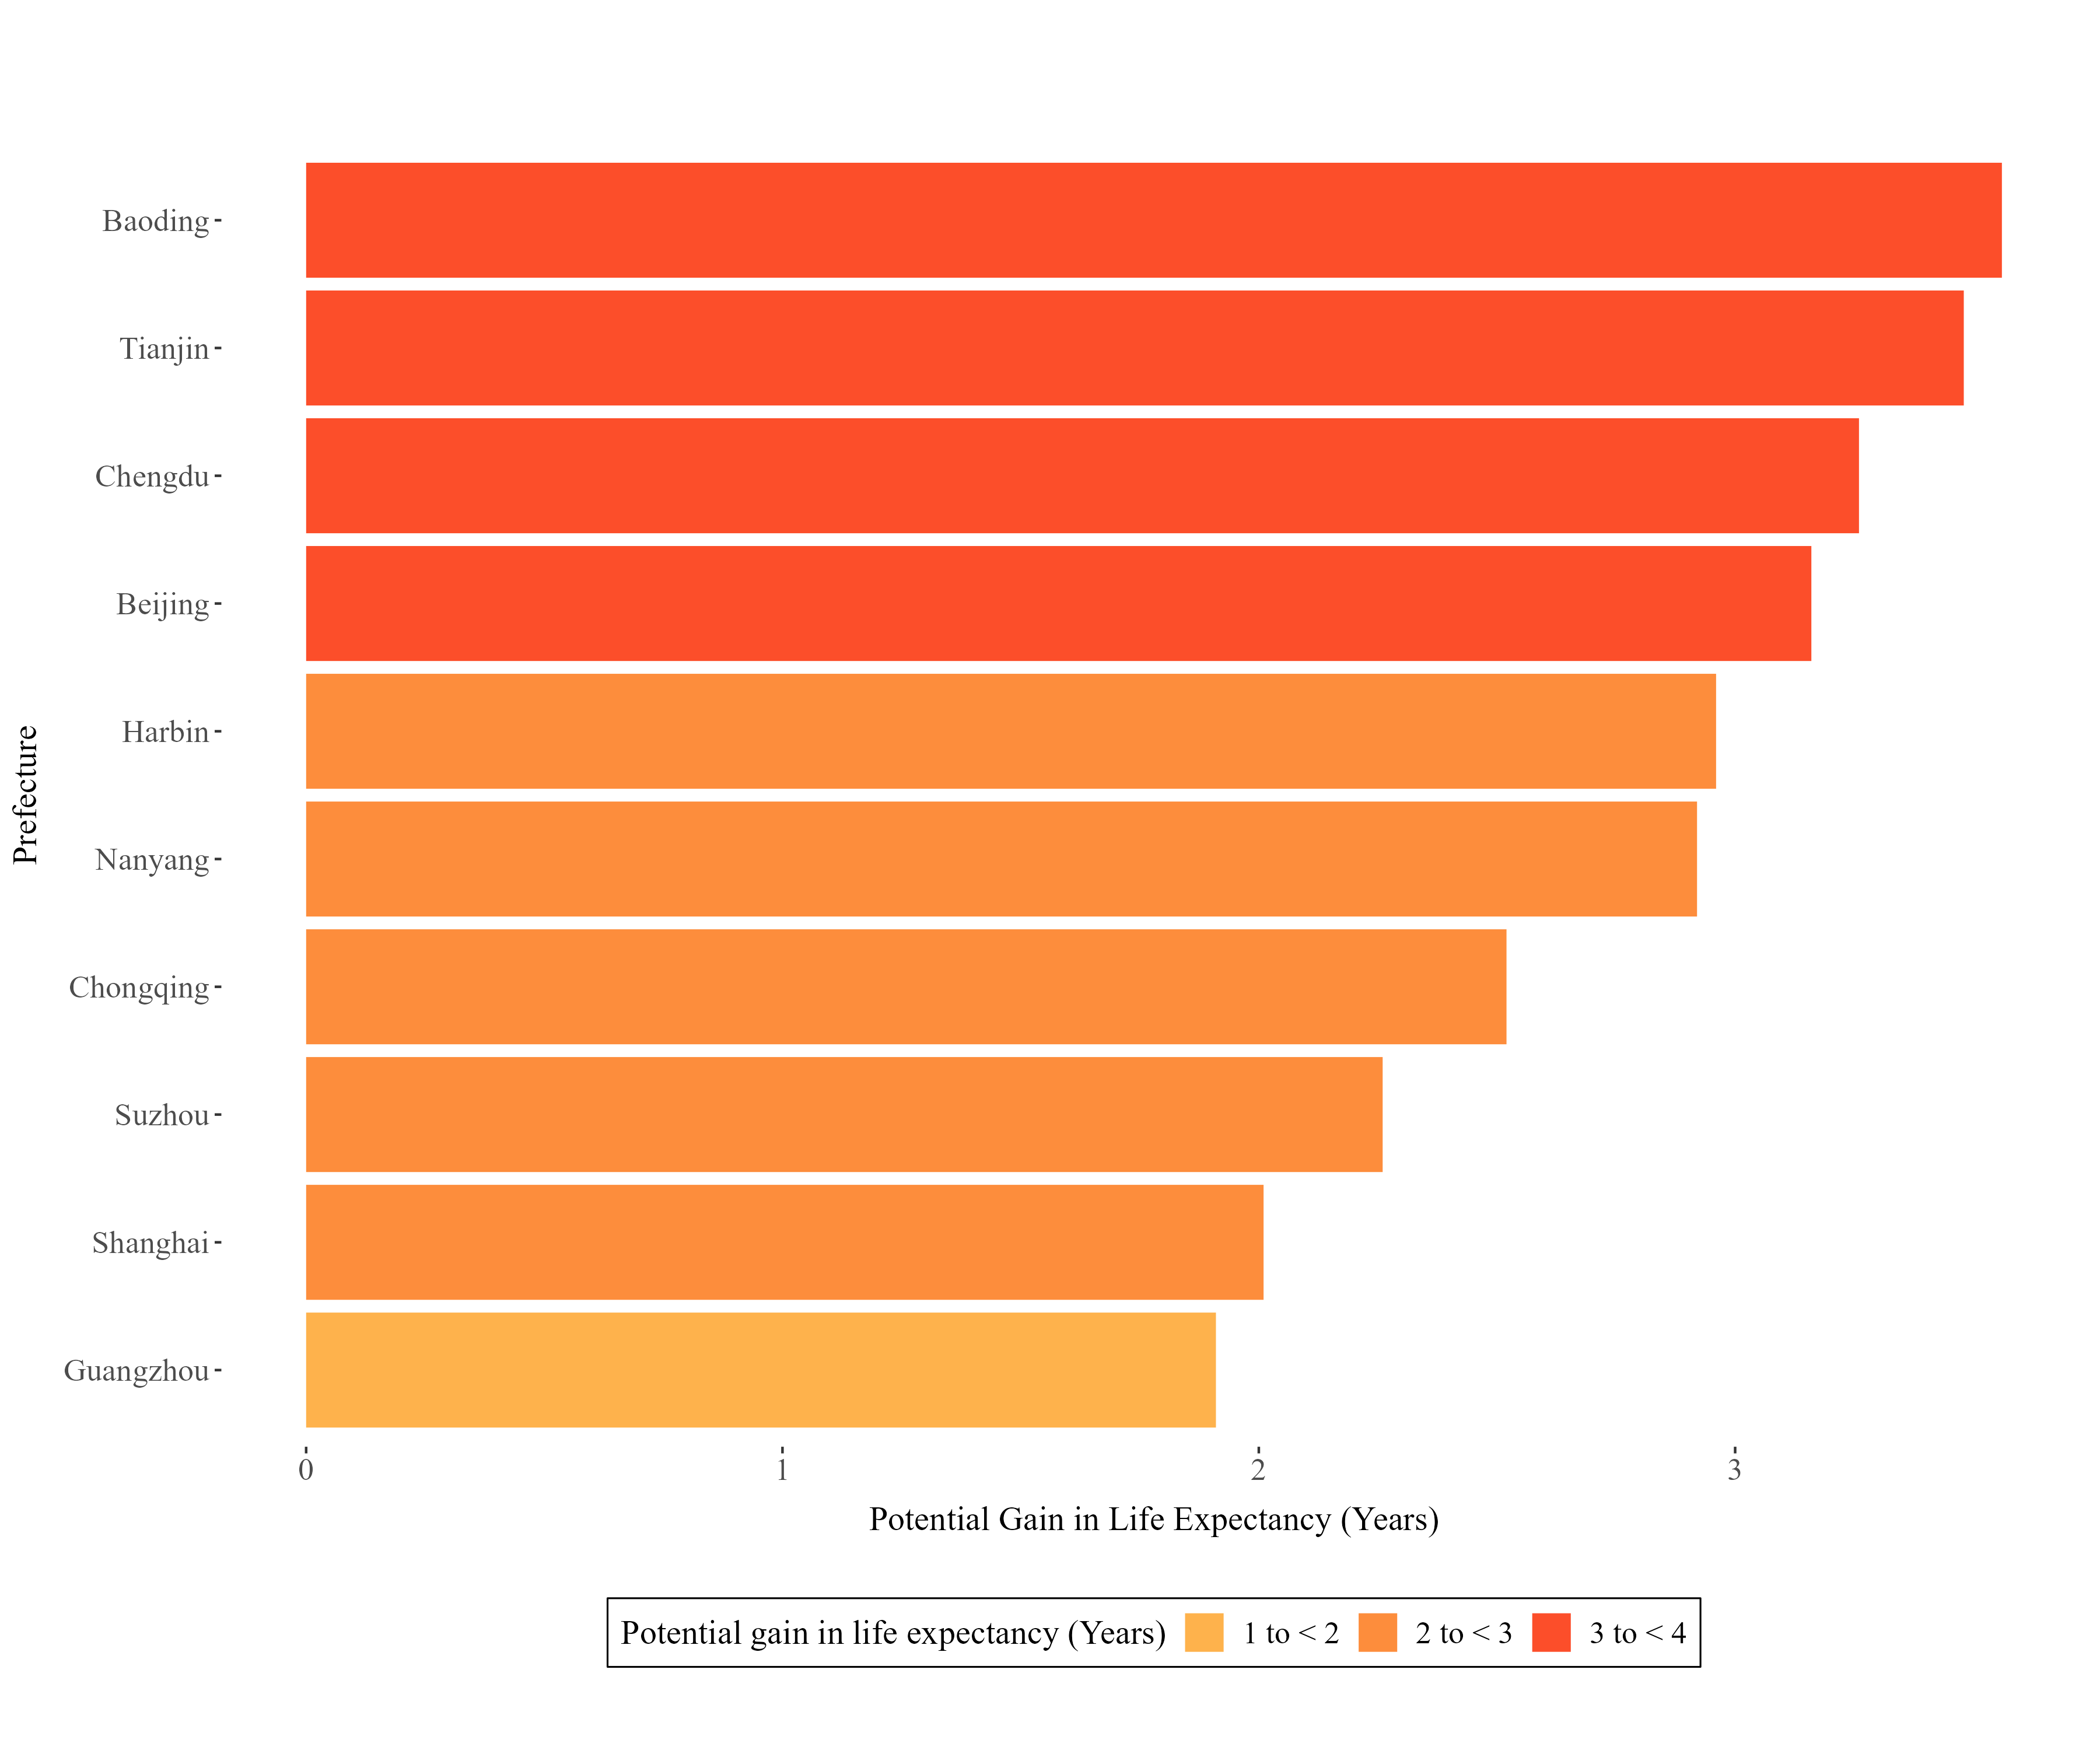 Baoding
Tianjin
Chengdu
Beijing
Harbin
Nanyang
Chongqing
Suzhou
Shanghai
Guangzhou
Prefecture
0 1 2 3
Potential Gain in Life Expectancy (Years)
Potential gain in life expectancy (Years) 1 to < 2 2 to < 3 3 to < 4